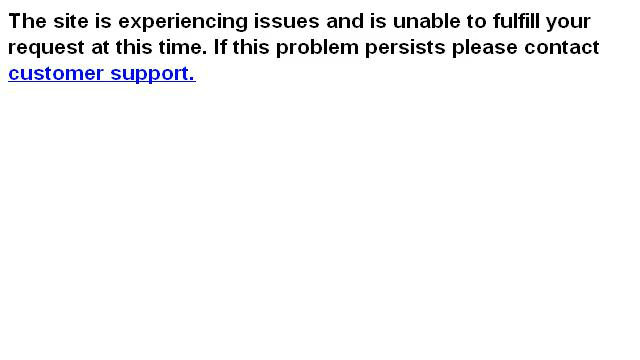 The site is experiencing issues and is unable to fulfill your
request at this time. If this problem persists please contact
customer support.